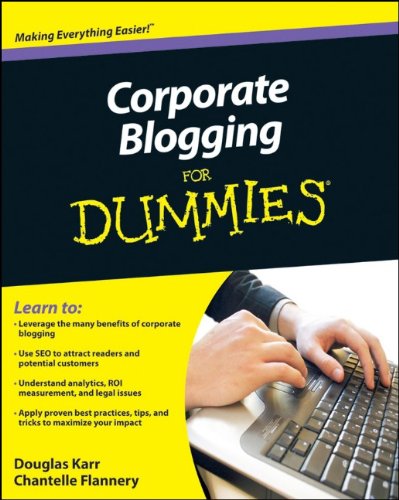 Making Everything Easier!™
Corporate
Blogging
FOR
DUMMIES®
Learn to:
• Leverage the many benefits of corporate
blogging
• Use SEO to attract readers and
potential customers
• Understand analytics, ROI
measurement, and legal issues
• Apply proven best practices, tips, and
tricks to maximize your impact
Douglas Karr
Chantelle Flannery